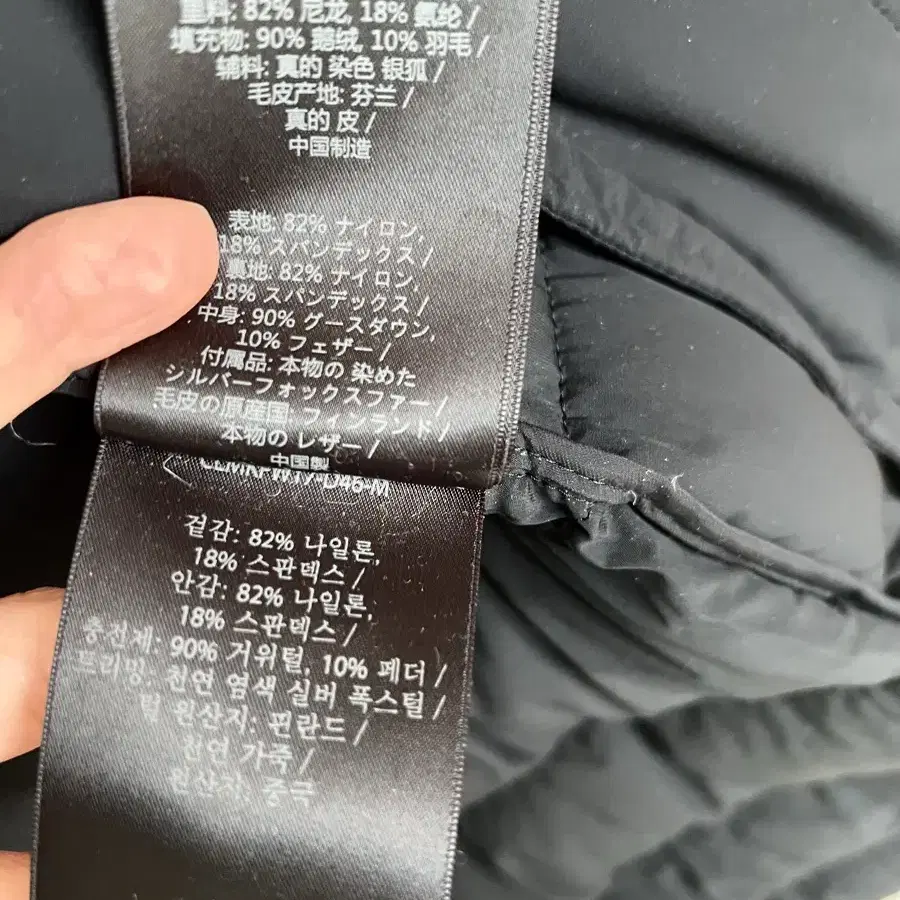 里料: 82% 尼龙, 18% 氨纶 /
填充物: 90% 鹅绒, 10% 羽毛 /
辅料: 真的 染色 银狐 /
毛皮产地: 芬兰 /
真的 皮 /
中国制造
表地: 82% ナイロン,
18% スパンデックス /
裏地: 82% ナイロン,
18% スパンデックス /
中身: 90% グースダウン,
10% フェザー /
付属品: 本物の 染めた
シルバーフォックスファー /
毛皮の原産国: フィンランド /
本物の レザー /
中国製
겉감: 82% 나일론,
18% 스판덱스 /
안감: 82% 나일론,
18% 스판덱스 /
충전제: 90% 거위털, 10% 페더 /
트리밍: 천연 염색 실버 폭스털 /
털 원산지: 핀란드 /
천연 가죽 /
원산지: 중국